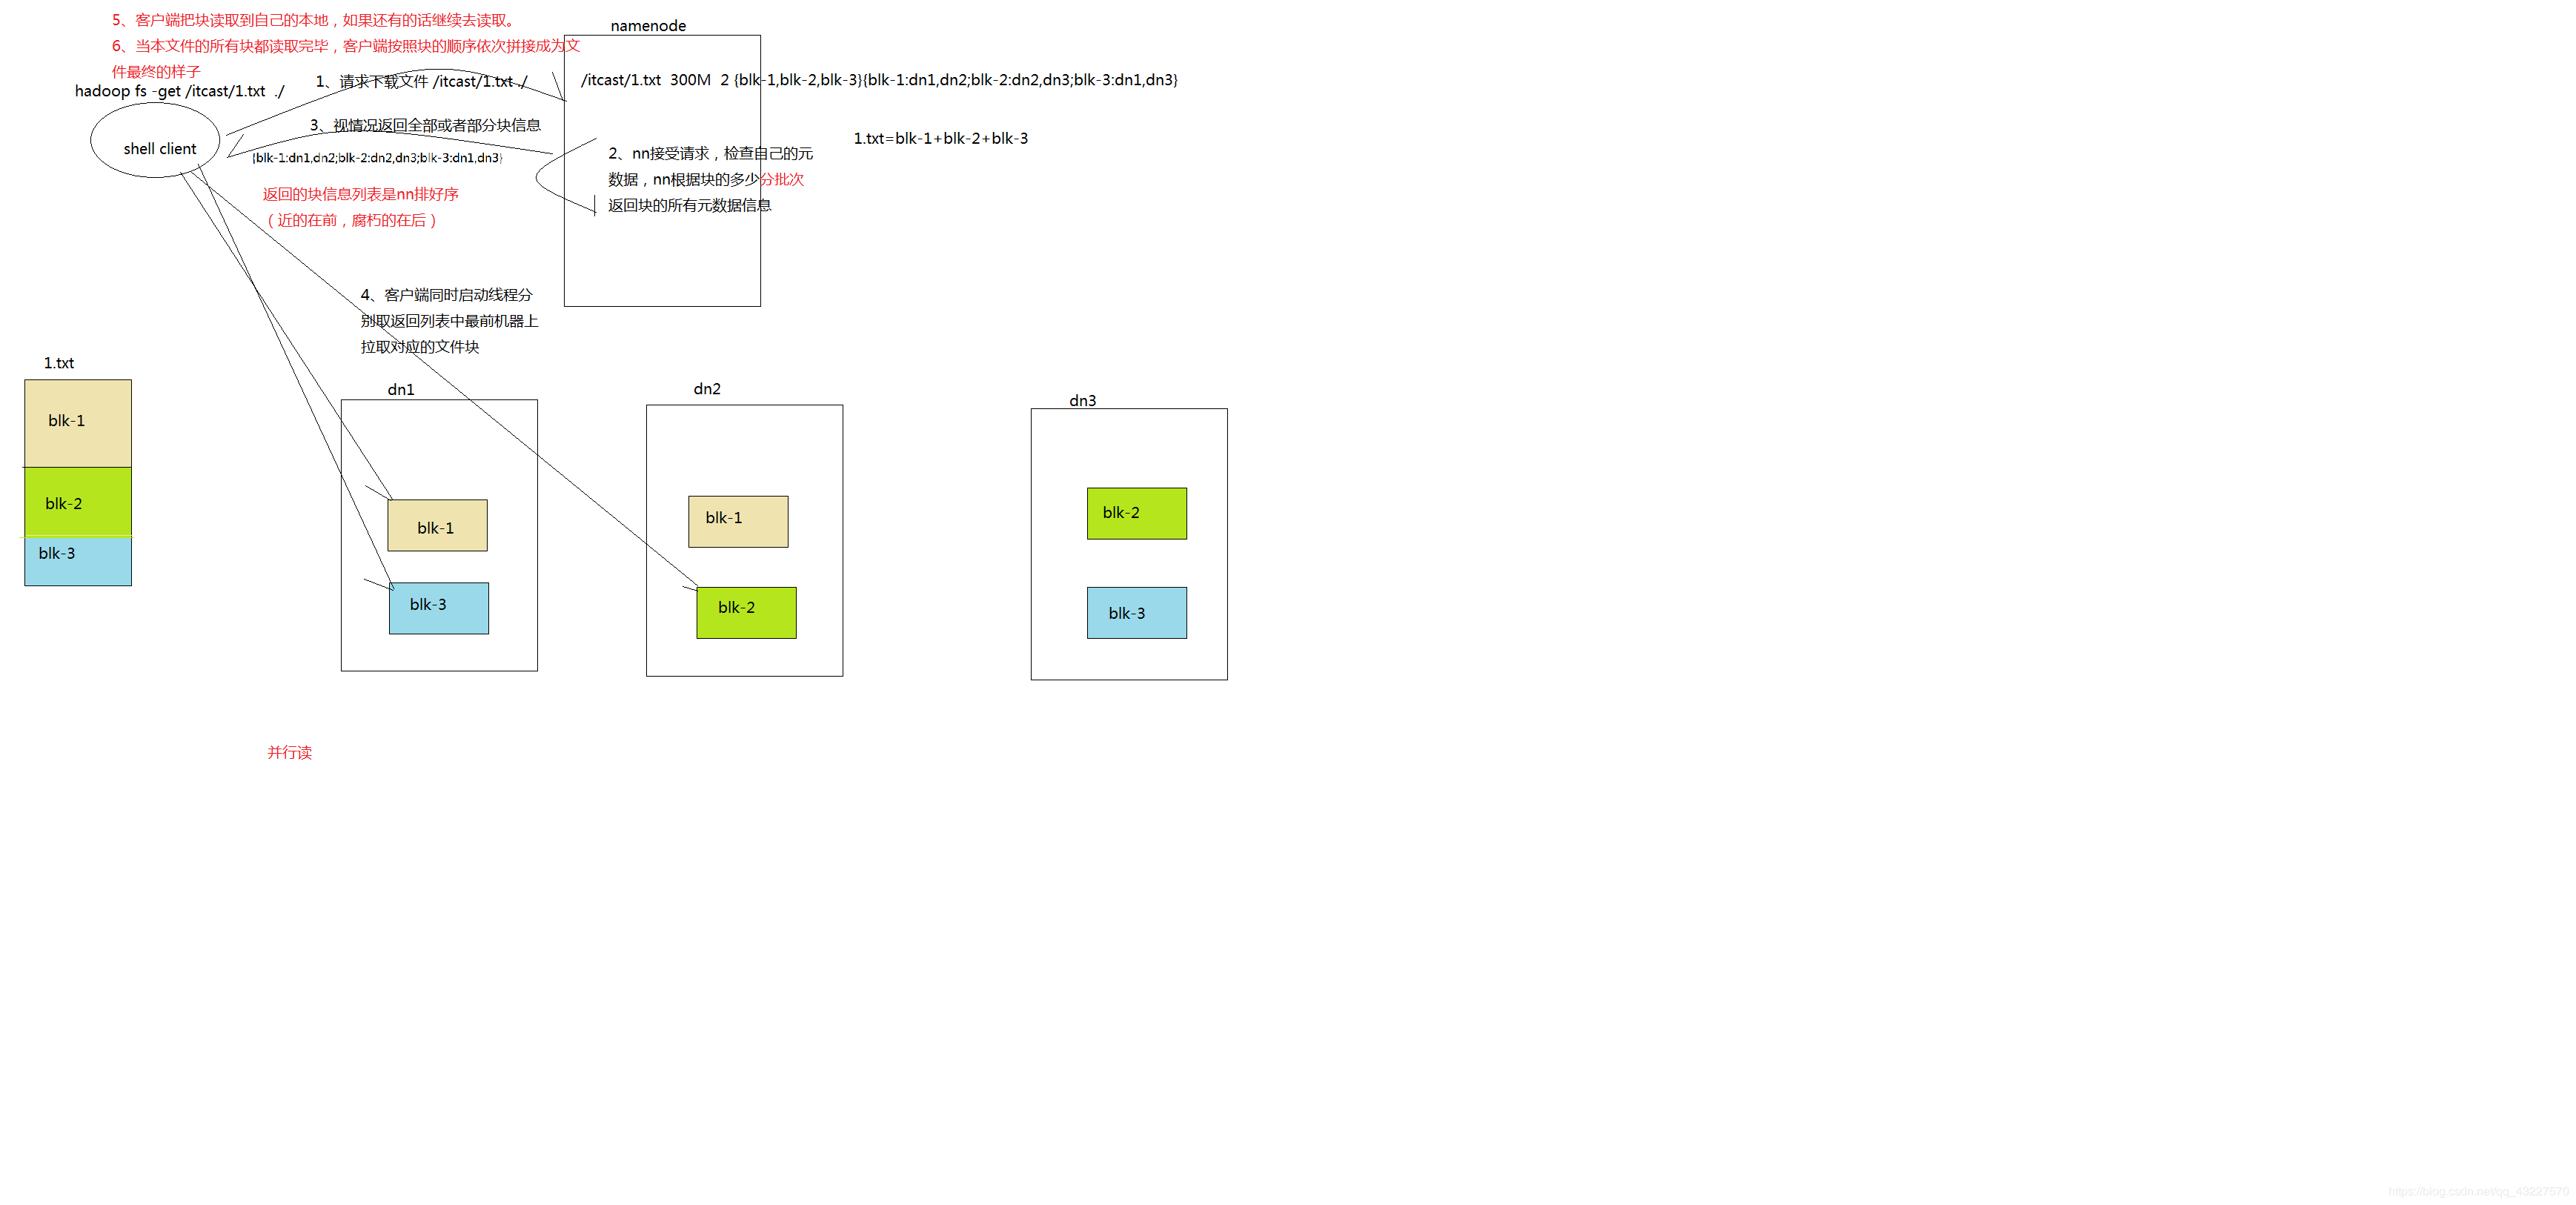 5、客户端把块读取到自己的本地，如果还有的话继续去读取。
6、当本文件的所有块都读取完毕，客户端按照块的顺序依次拼接成为文
件最终的样子
hadoop fs -get /itcast/1.txt ./
shell client
1、请求下载文件 /itcast/1.txt ./
3、视情况返回全部或者部分块信息
{blk-1:dn1,dn2;blk-2:dn2,dn3;blk-3:dn1,dn3}
返回的块信息列表是nn排好序
（近的在前，腐朽的在后）
namenode
/itcast/1.txt 300M 2 {blk-1,blk-2,blk-3}{blk-1:dn1,dn2;blk-2:dn2,dn3;blk-3:dn1,dn3}
1.txt=blk-1+blk-2+blk-3
2、nn接受请求，检查自己的元
数据，nn根据块的多少分批次
返回块的所有元数据信息
4、客户端同时启动线程分
别取返回列表中最前机器上
拉取对应的文件块
1.txt
blk-1
blk-2
blk-3
dn1
blk-1
blk-3
dn2
blk-1
blk-2
dn3
blk-2
blk-3
并行读
https://blog.csdn.net/qq_43227570